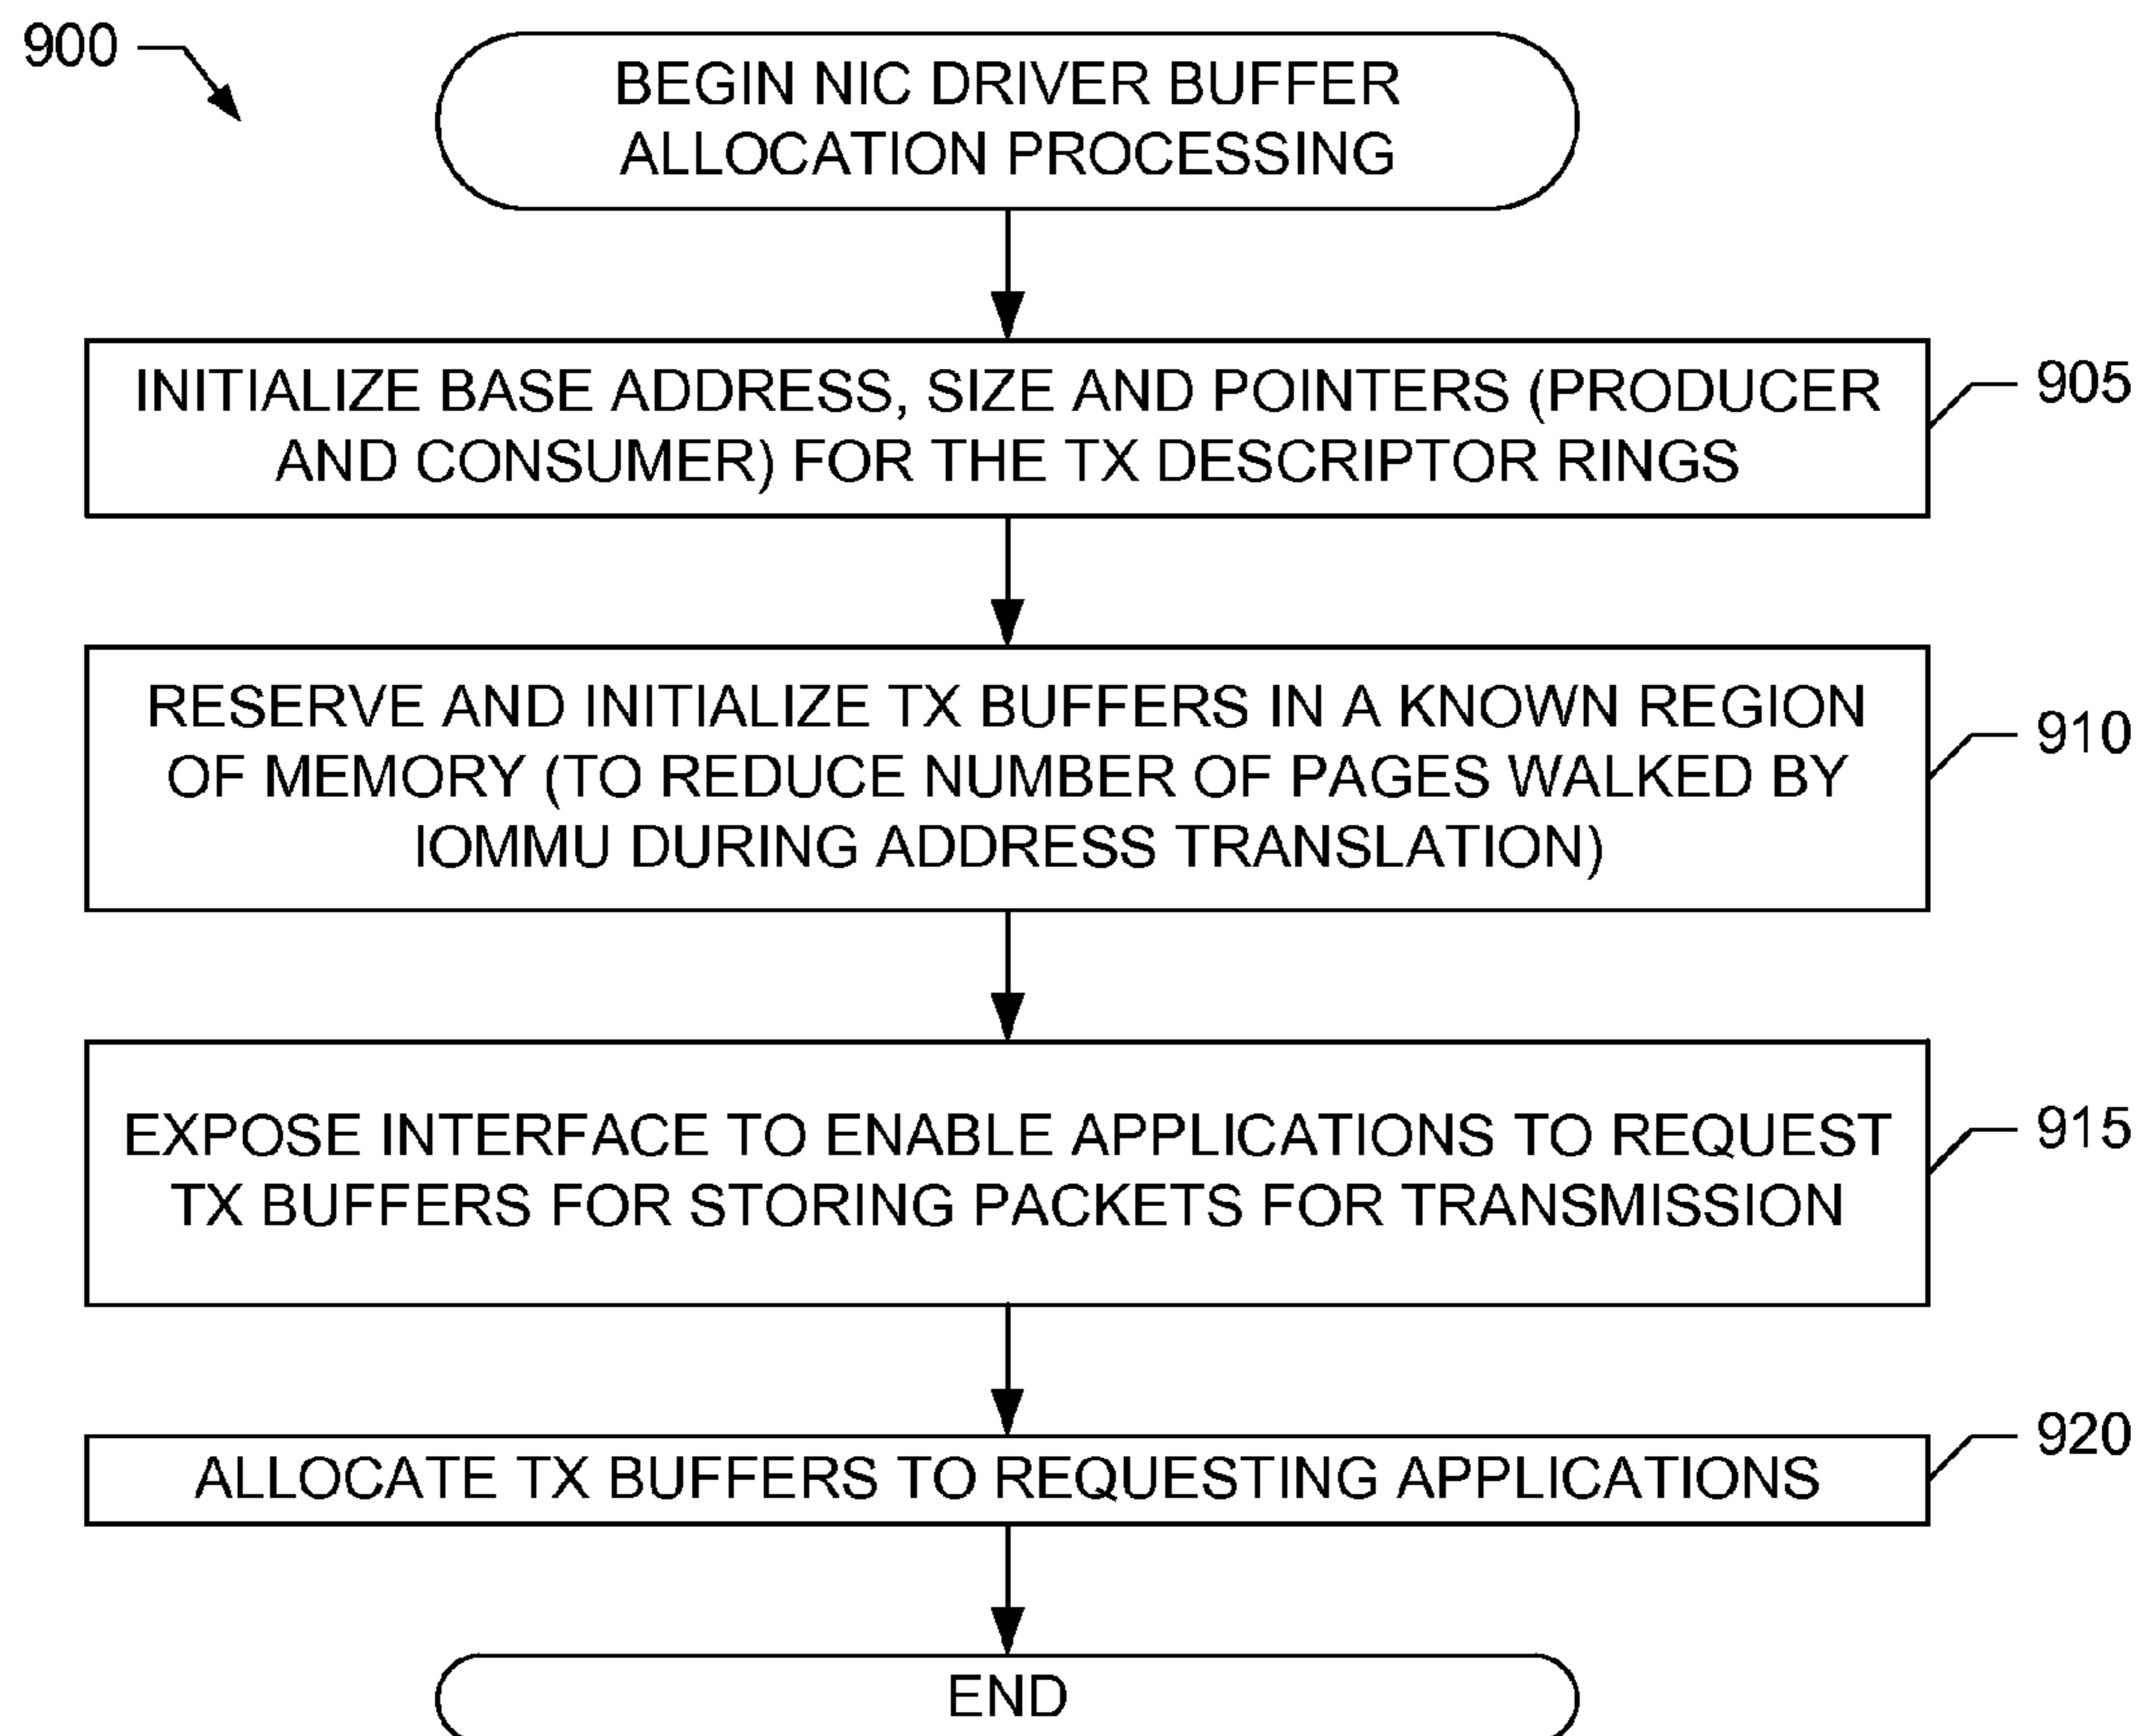 900
BEGIN NIC DRIVER BUFFER
ALLOCATION PROCESSING
INITIALIZE BASE ADDRESS, SIZE AND POINTERS (PRODUCER
AND CONSUMER) FOR THE TX DESCRIPTOR RINGS
905
RESERVE AND INITIALIZE TX BUFFERS IN A KNOWN REGION
OF MEMORY (TO REDUCE NUMBER OF PAGES WALKED BY
IOMMU DURING ADDRESS TRANSLATION)
910
EXPOSE INTERFACE TO ENABLE APPLICATIONS TO REQUEST
TX BUFFERS FOR STORING PACKETS FOR TRANSMISSION
915
ALLOCATE TX BUFFERS TO REQUESTING APPLICATIONS
920
END